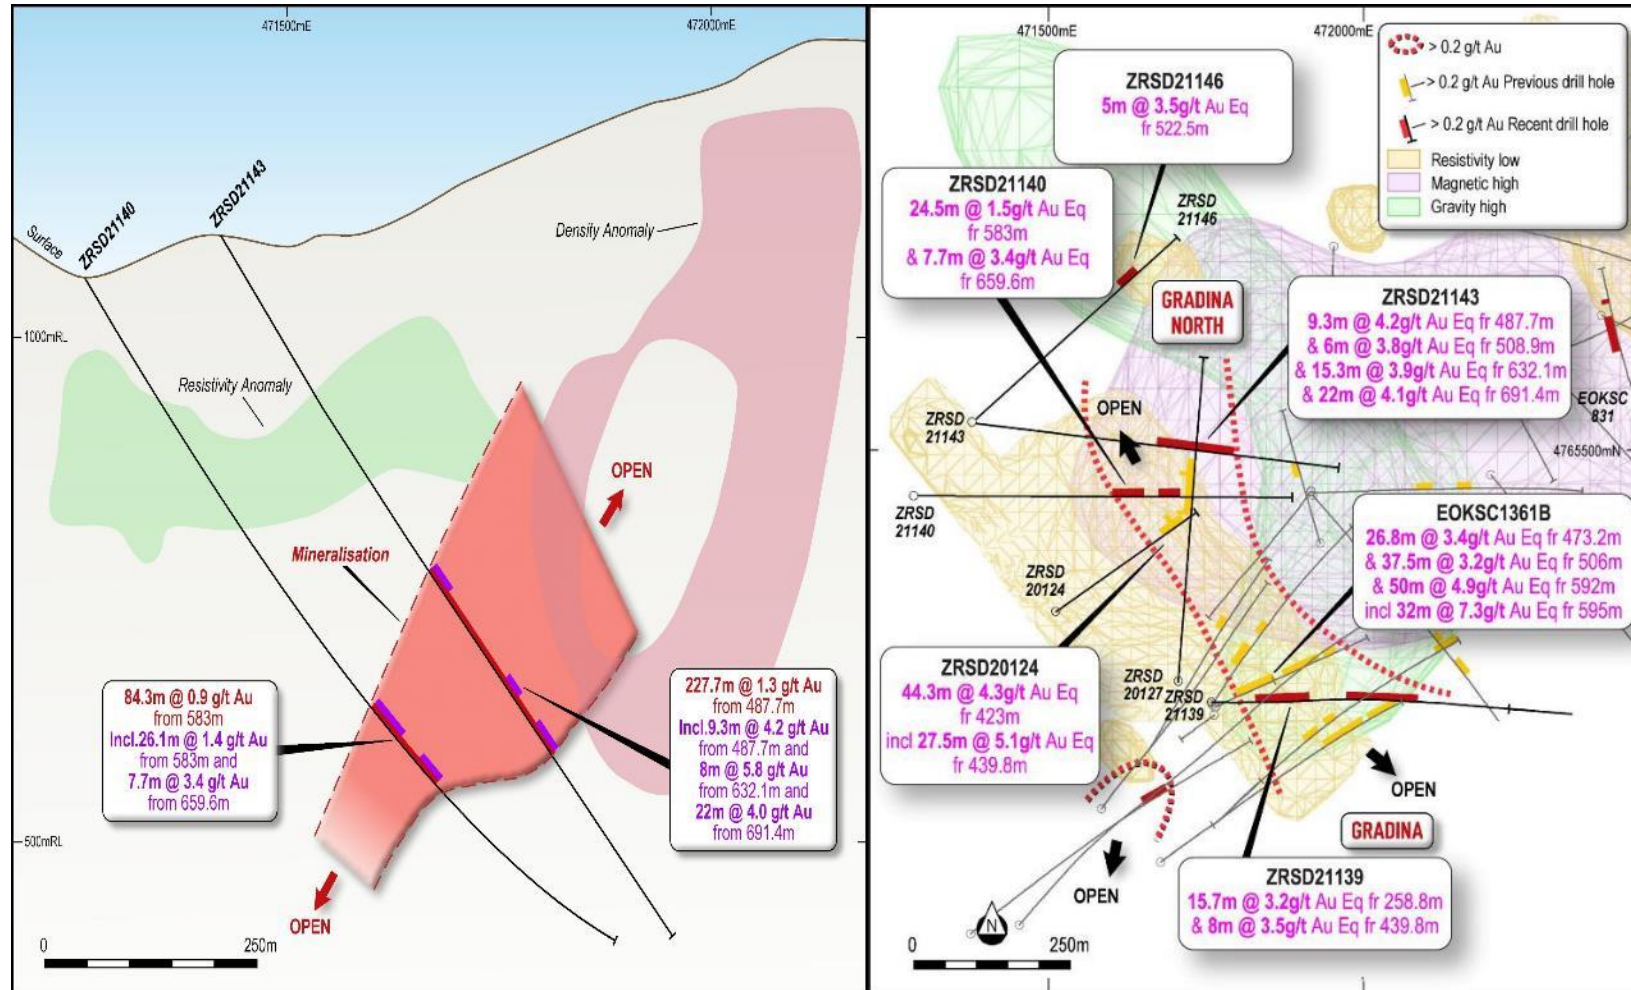 471500mE
472000mE
ZRSD21140
ZRSD21143
Surface
Density Anomaly
1000mRL
Resistivity Anomaly
OPEN
Mineralisation
84.3m @ 0.9 g/t Au
from 583m
Incl.26.1m @ 1.4 g/t Au
from 583m and
7.7m @ 3.4 g/t Au
from 659.6m
227.7m @ 1.3 g/t Au
from 487.7m
Incl.9.3m @ 4.2 g/t Au
from 487.7m and
8m @ 5.8 g/t Au
from 632.1m and
22m @ 4.0 g/t Au
from 691.4m
500mRL
OPEN
0 250m
471500mE
472000mE
> 0.2 g/t Au
> 0.2 g/t Au Previous drill hole
> 0.2 g/t Au Recent drill hole
Resistivity low
Magnetic high
Gravity high
ZRSD21146
5m @ 3.5g/t Au Eq
fr 522.5m
ZRSD21140
24.5m @ 1.5g/t Au Eq
fr 583m
& 7.7m @ 3.4g/t Au Eq
fr 659.6m
ZRSD
21146
GRADINA
NORTH
ZRSD21143
9.3m @ 4.2g/t Au Eq fr 487.7m
& 6m @ 3.8g/t Au Eq fr 508.9m
& 15.3m @ 3.9g/t Au Eq fr 632.1m
& 22m @ 4.1g/t Au Eq fr 691.4m
EOKSC
831
OPEN
ZRSD
21143
4765500mN
ZRSD
21140
EOKSC1361B
26.8m @ 3.4g/t Au Eq fr 473.2m
& 37.5m @ 3.2g/t Au Eq fr 506m
& 50m @ 4.9g/t Au Eq fr 592m
incl 32m @ 7.3g/t Au Eq fr 595m
ZRSD
20124
ZRSD20124
44.3m @ 4.3g/t Au Eq
fr 423m
incl 27.5m @ 5.1g/t Au Eq
fr 439.8m
ZRSD
20127
ZRSD
21139
OPEN
GRADINA
OPEN
ZRSD21139
15.7m @ 3.2g/t Au Eq fr 258.8m
& 8m @ 3.5g/t Au Eq fr 439.8m
N
0 250m